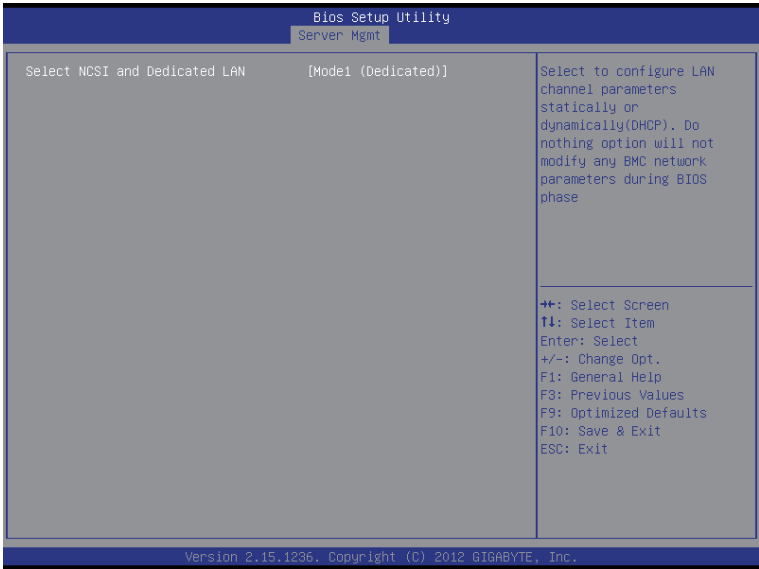 Bios Setup Utility
Server Mgmt
Select NCSI and Dedicated LAN [Mode1 (Dedicated)]
Select to configure LAN
channel parameters
statically or
dynamically(DHCP). Do
nothing option will not
modify any BMC network
parameters during BIOS
phase
→←: Select Screen
↑↓: Select Item
Enter: Select
+/-: Change Opt.
F1: General Help
F3: Previous Values
F9: Optimized Defaults
F10: Save & Exit
ESC: Exit
Version 2.15.1236. Copyright (C) 2012 GIGABYTE, Inc.